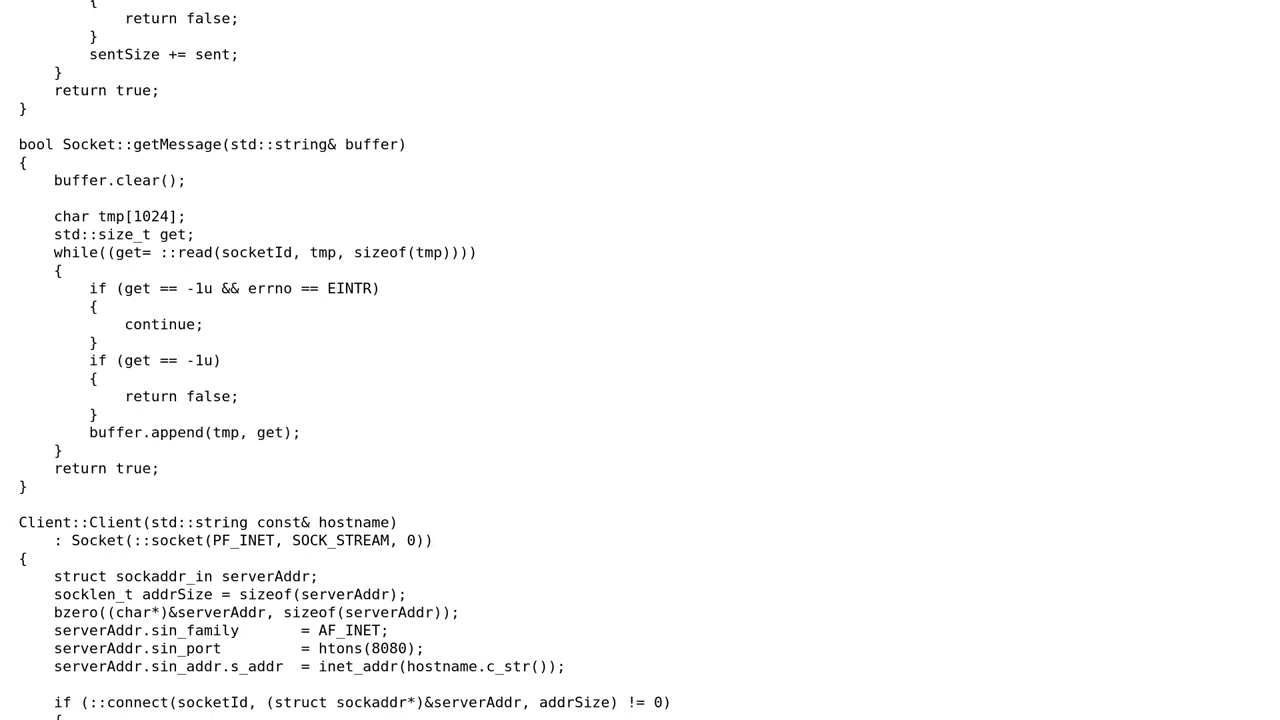 {
return false;
}
sentSize += sent;
}
return true;
}
bool Socket::getMessage(std::string& buffer)
{
buffer.clear();
char tmp[1024];
std::size_t get;
while((get= ::read(socketId, tmp, sizeof(tmp))))
{
if (get == -1u && errno == EINTR)
{
continue;
}
if (get == -1u)
{
return false;
}
buffer.append(tmp, get);
}
return true;
}
Client::Client(std::string const& hostname)
: Socket(::socket(PF_INET, SOCK_STREAM, 0))
{
struct sockaddr_in serverAddr;
socklen_t addrSize = sizeof(serverAddr);
bzero((char*)&serverAddr, sizeof(serverAddr));
serverAddr.sin_family       = AF_INET;
serverAddr.sin_port         = htons(8080);
serverAddr.sin_addr.s_addr  = inet_addr(hostname.c_str());
if (::connect(socketId, (struct sockaddr*)&serverAddr, addrSize) != 0)
{